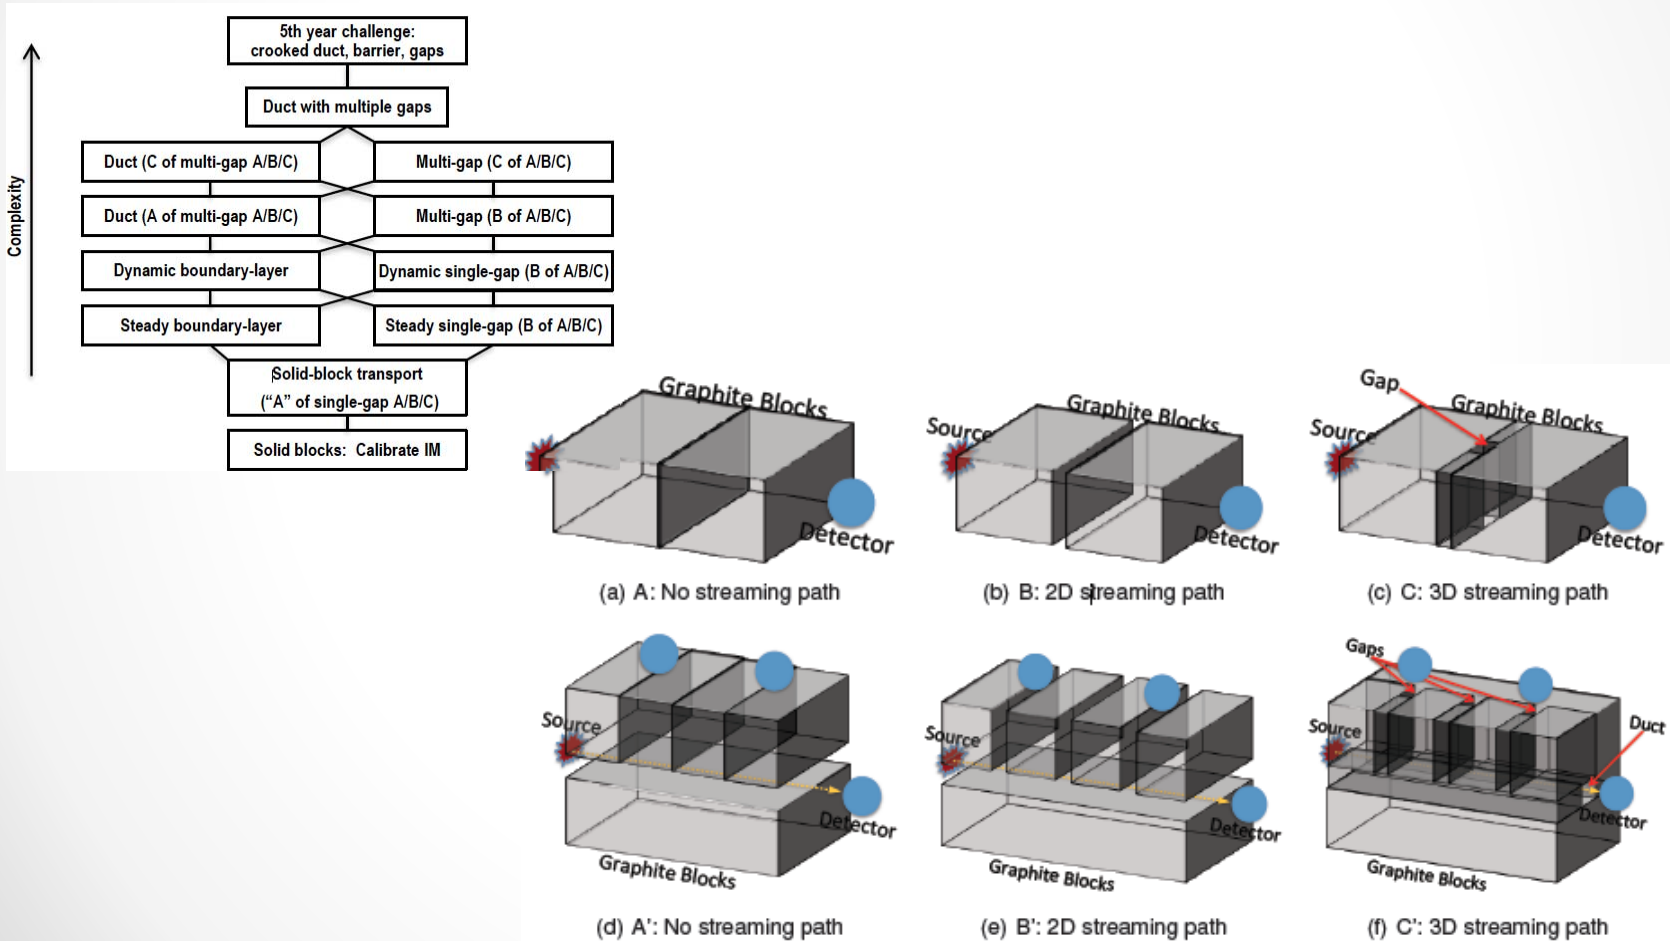 5th year challenge:
crooked duct, barrier, gaps
Duct with multiple gaps
Duct (C of multi-gap A/B/C)
Multi-gap (C of A/B/C)
Duct (A of multi-gap A/B/C)
Multi-gap (B of A/B/C)
Dynamic boundary-layer
Dynamic single-gap (B of A/B/C)
Steady boundary-layer
Steady single-gap (B of A/B/C)
Solid-block transport
(“A” of single-gap A/B/C)
Solid blocks: Calibrate IM
Complexity
Graphite Blocks
Detector
(a) A: No streaming path
Graphite Blocks
Source
Detector
(b) B: 2D streaming path
Gap
Graphite Blocks
Source
Detector
(c) C: 3D streaming path
Source
Detector
Graphite Blocks
(d) A': No streaming path
Source
Detector
Graphite Blocks
(e) B': 2D streaming path
Gaps
Source
Duct
Detector
Graphite Blocks
(f) C': 3D streaming path